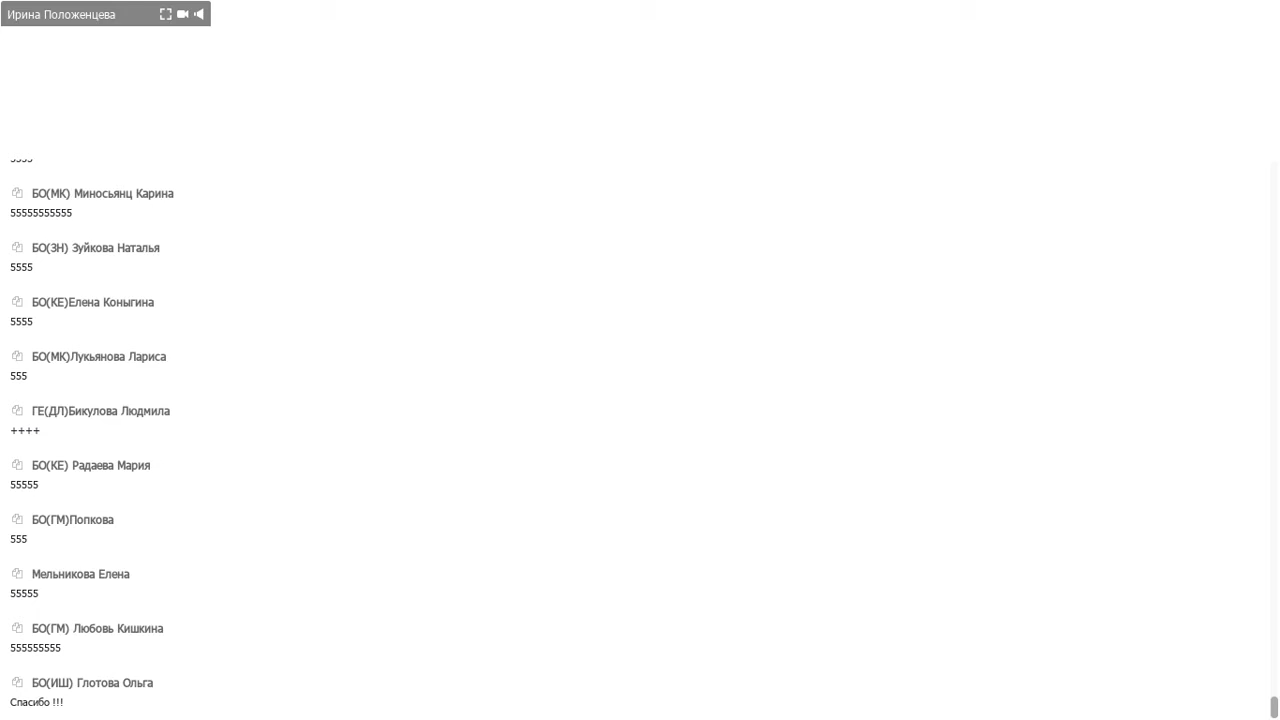 Ирина Положенцева
5555
БО(МК) Миносьянц Карина
55555555555
БО(ЗН) Зуйкова Наталья
5555
БО(КЕ)Елена Коныгина
5555
БО(МК)Лукьянова Лариса
555
ГЕ(ДЛ)Бикулова Людмила
++++
БО(КЕ) Радаева Мария
55555
БО(ГМ)Попкова
555
Мельникова Елена
55555
БО(ГМ) Любовь Кишкина
555555555
БО(ИШ) Глотова Ольга
Спасибо !!!